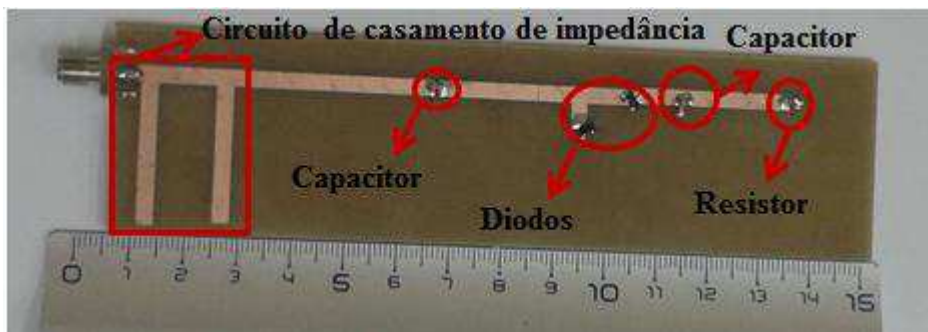 Circuito de casamento de impedância
Capacitor
Capacitor
Diodos
Resistor
0 1 2 3 4 5 6 7 8 9 10 11 12 13 14 15